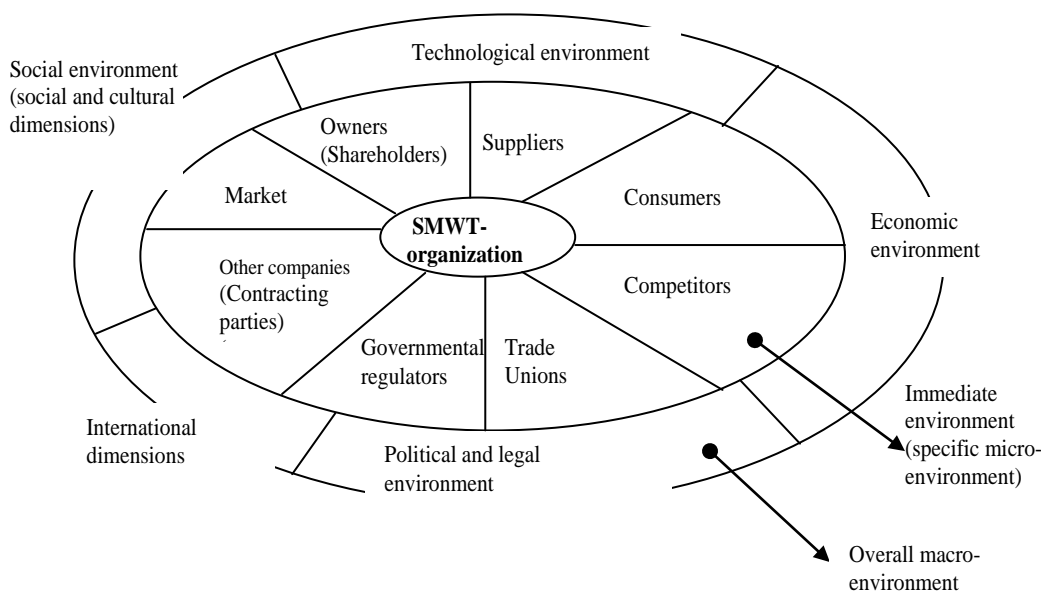 Technological environment
Social environment
(social and cultural
dimensions)
Owners
(Shareholders)
Suppliers
Market
Consumers
SMWT-
organization
Economic
environment
Other companies
(Contracting
parties)
Competitors
Governmental
regulators
Trade
Unions
Immediate
environment
(specific micro-
environment)
International
dimensions
Political and legal
environment
Overall macro-
environment